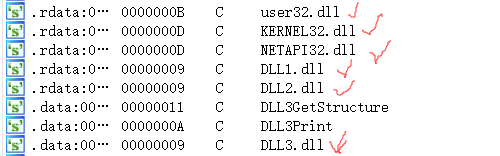 's' .rdata:0… 0000000B C user32.dll
's' .rdata:0… 0000000D C KERNEL32.dll
's' .rdata:0… 0000000D C NETAPI32.dll
's' .rdata:0… 00000009 C DLL1.dll
's' .rdata:0… 00000009 C DLL2.dll
's' .data:00… 00000011 C DLL3GetStructure
's' .data:00… 0000000A C DLL3Print
's' .data:00… 00000009 C DLL3.dll